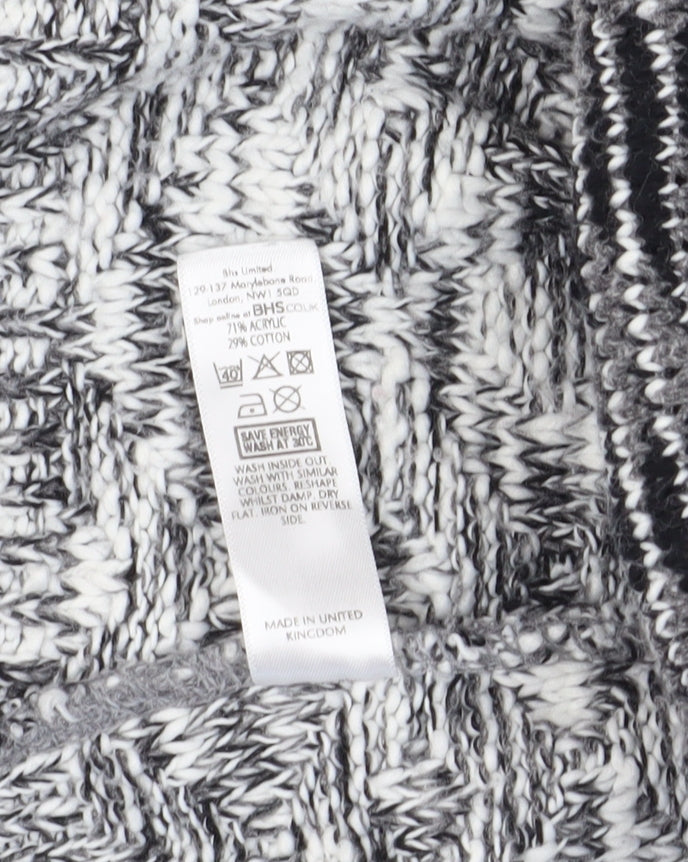 Bhs Limited
129-137 Marylebone Road
London, NW1 5QD
Shop online at BHS.CO.UK
71% ACRYLIC
29% COTTON
40
SAVE ENERGY
WASH AT 30°C
WASH INSIDE OUT.
WASH WITH SIMILAR
COLOURS. RESHAPE
WHILST DAMP. DRY
FLAT. IRON ON REVERSE
SIDE.
MADE IN UNITED
KINGDOM